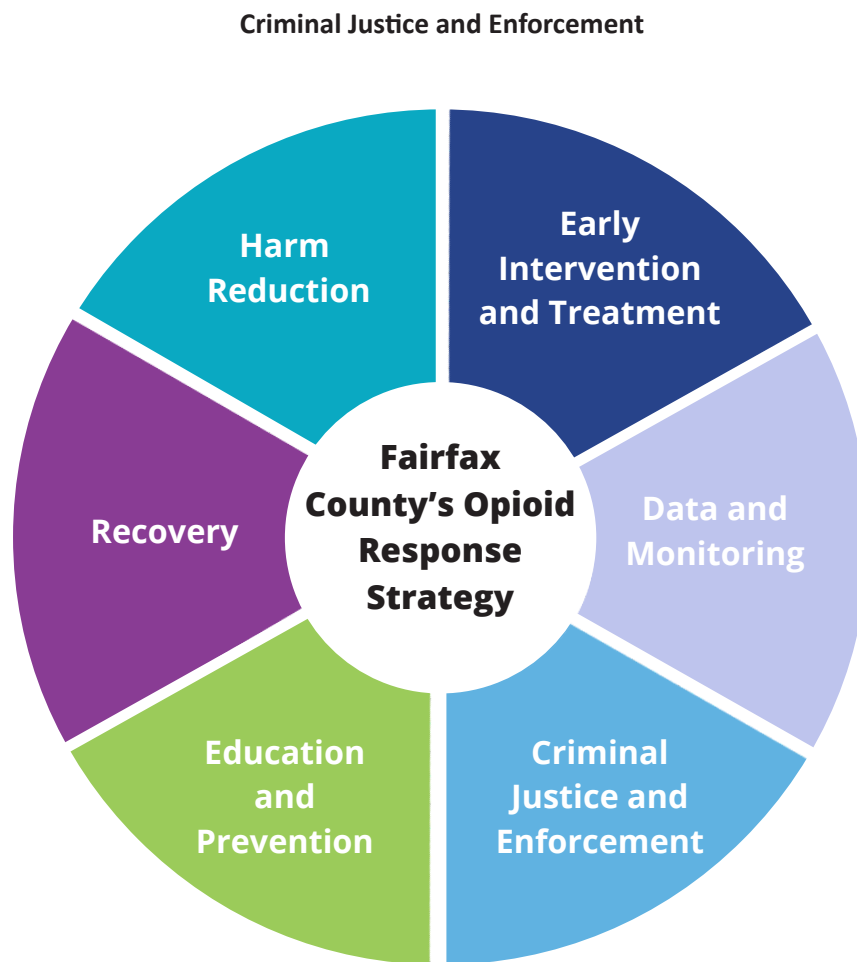 Criminal Justice and Enforcement
Harm
Reduction
Early
Intervention
and Treatment
Fairfax
County’s Opioid
Response
Strategy
Recovery
Data and
Monitoring
Education
and
Prevention
Criminal
Justice and
Enforcement